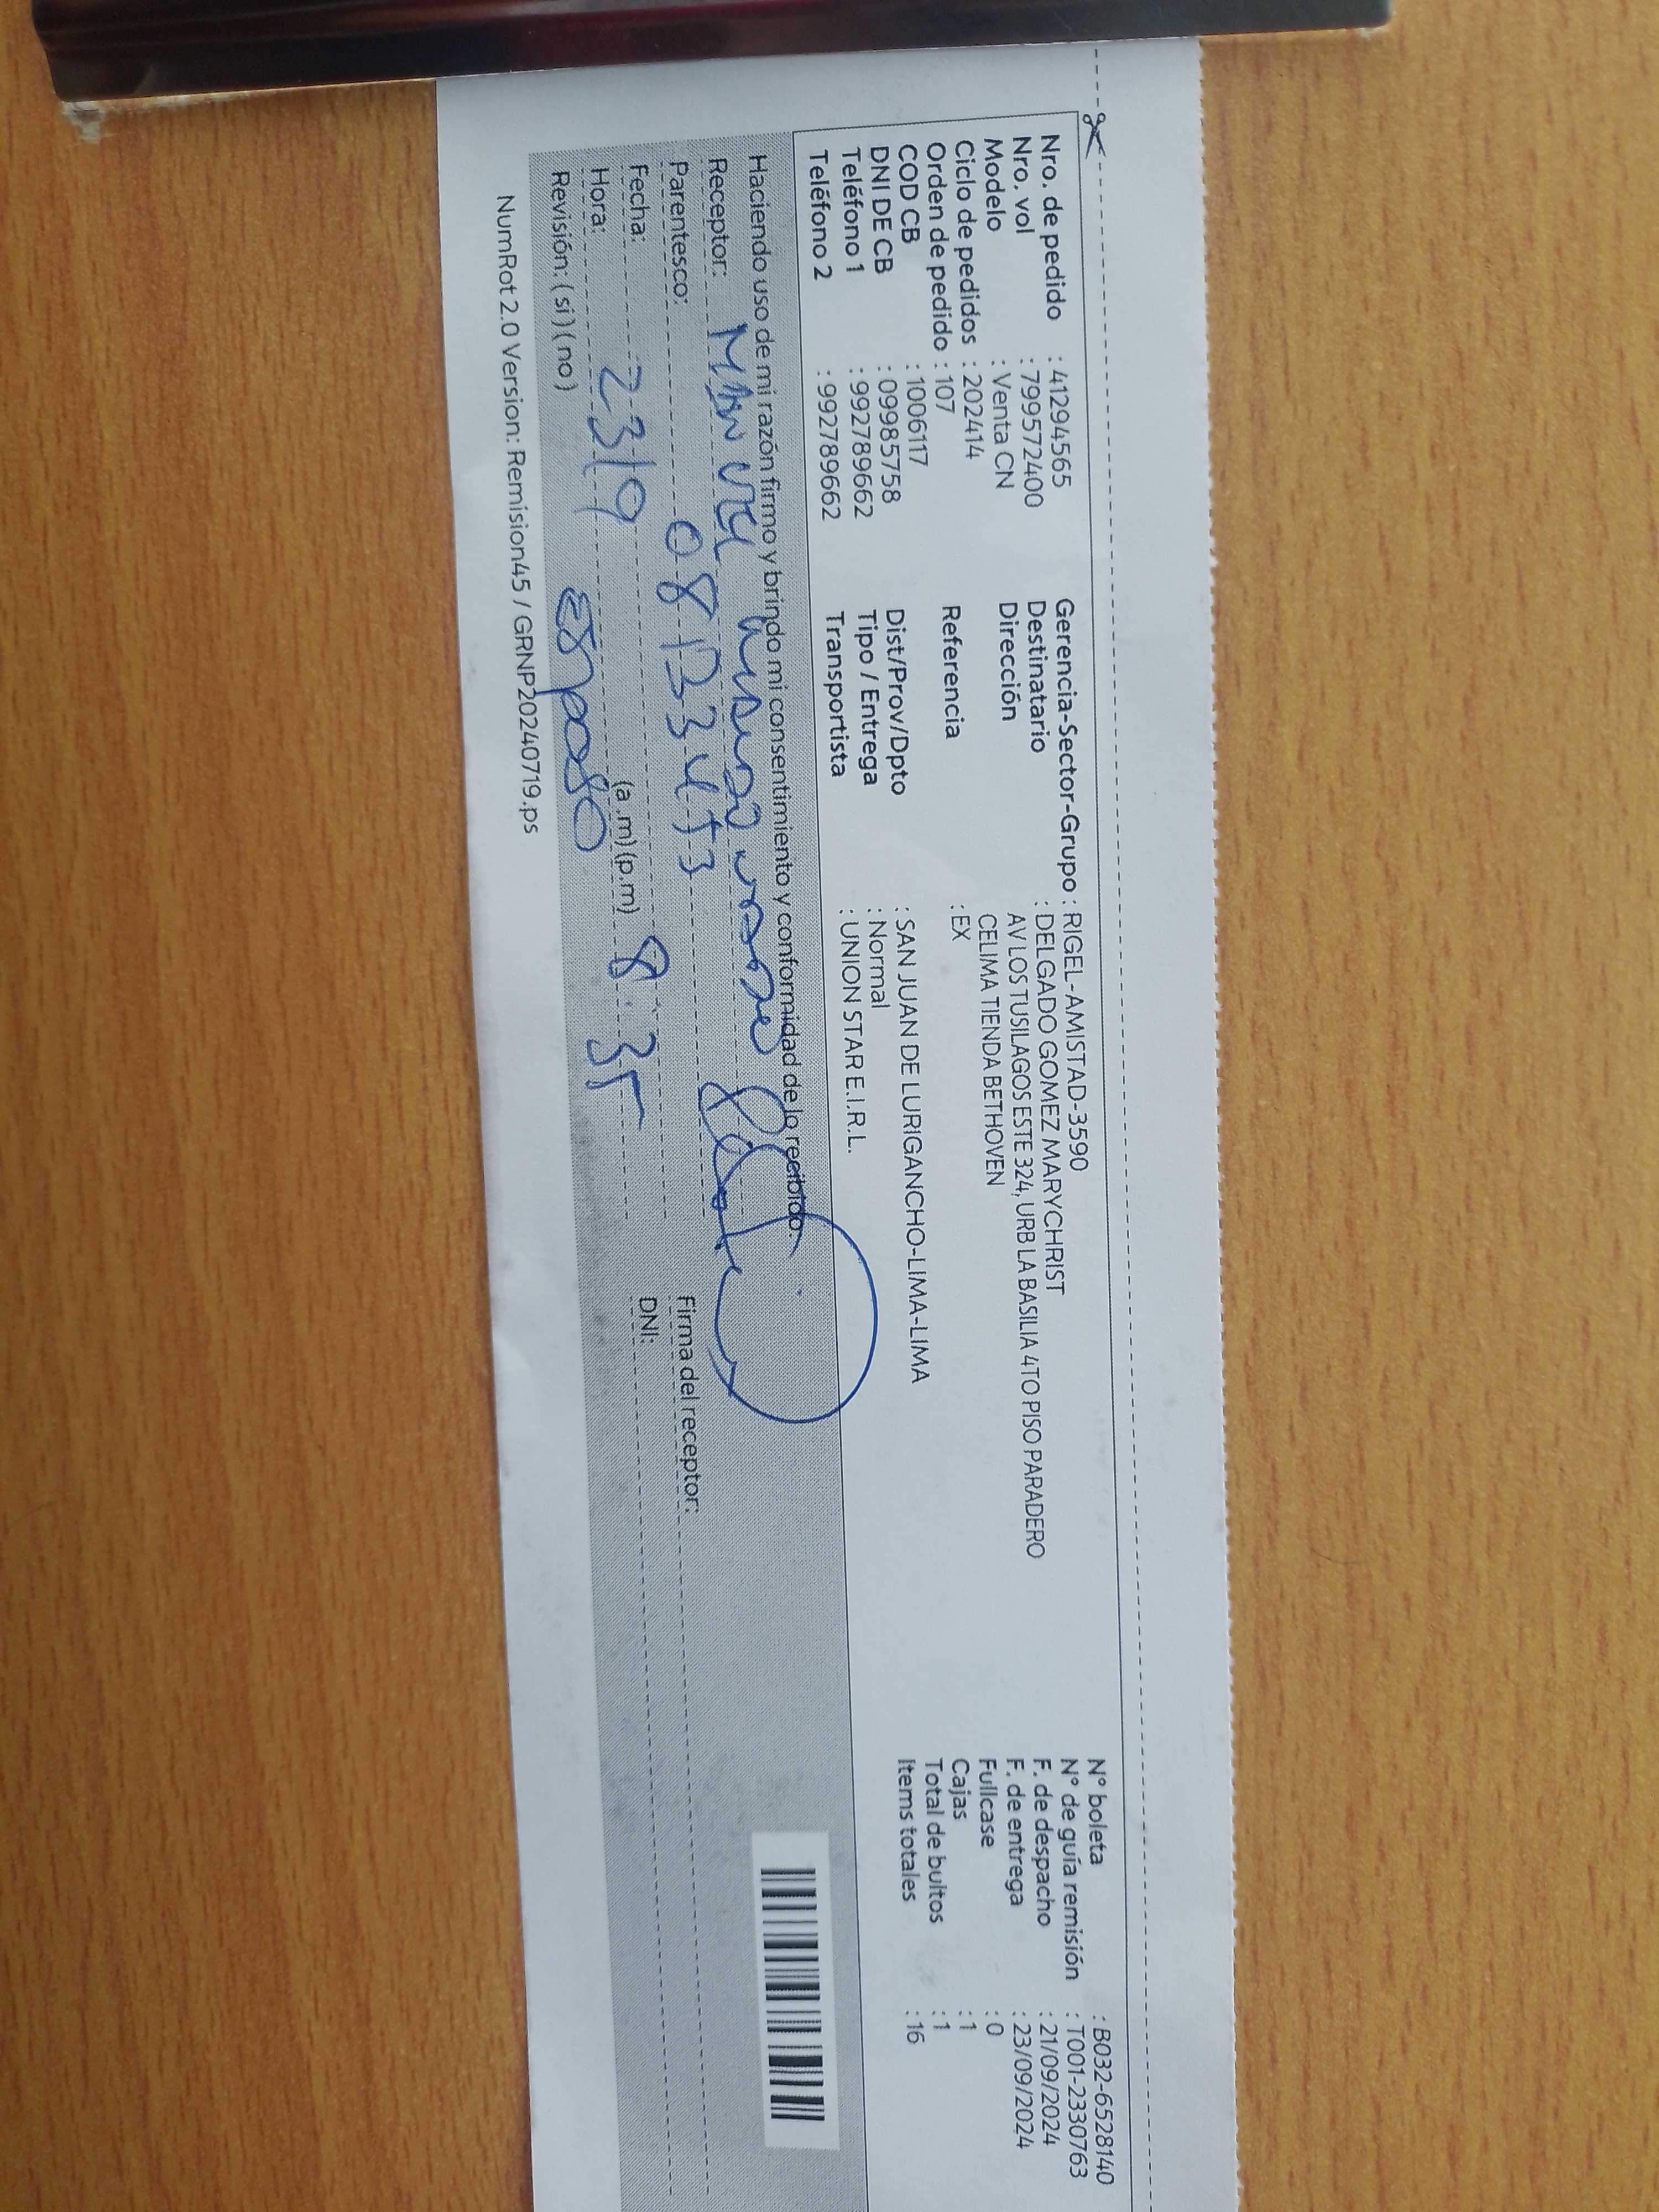 Nro. de pedido : 41294565
Nro. vol : 799572400
Modelo : Venta CN
Ciclo de pedidos : 202414
Orden de pedido : 107
COD CB : 1006117
DNI DE CB : 09985758
Teléfono 1 : 992789662
Teléfono 2 : 992789662
Gerencia-Sector-Grupo : RIGEL-AMISTAD-3590
Destinatario : DELGADO GOMEZ MARYCHRIST
Dirección AV LOS TUSILAGOS ESTE 324, URB LA BASILIA 4TO PISO PARADERO
CELIMA TIENDA BETHOVEN
Referencia : EX
Dist/Prov/Dpto : SAN JUAN DE LURIGANCHO-LIMA-LIMA
Tipo / Entrega : Normal
Transportista : UNION STAR E.I.R.L.
N° boleta : B032-6528140
N° de guía remisión : T001-2330763
F. de despacho : 21/09/2024
F. de entrega : 23/09/2024
Fullcase : 0
Cajas : 1
Total de bultos : 1
Items totales : 16
Haciendo uso de mi razón firmo y brindo mi consentimiento y conformidad de lo recibido.
Receptor:
Parentesco:
Fecha: 23/9
Hora: (a.m) (p.m) 8:35
Revisión: ( si ) ( no ) esposo
Firma del receptor:
DNI:
NumRot 2.0 Version: Remision45 / GRNP20240719.ps